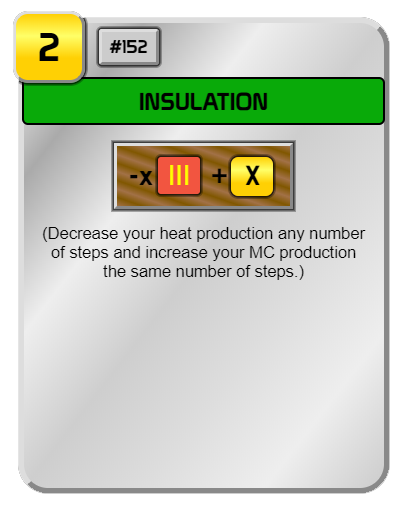 2
#152
INSULATION
-x +X
(Decrease your heat production any number
of steps and increase your MC production
the same number of steps.)